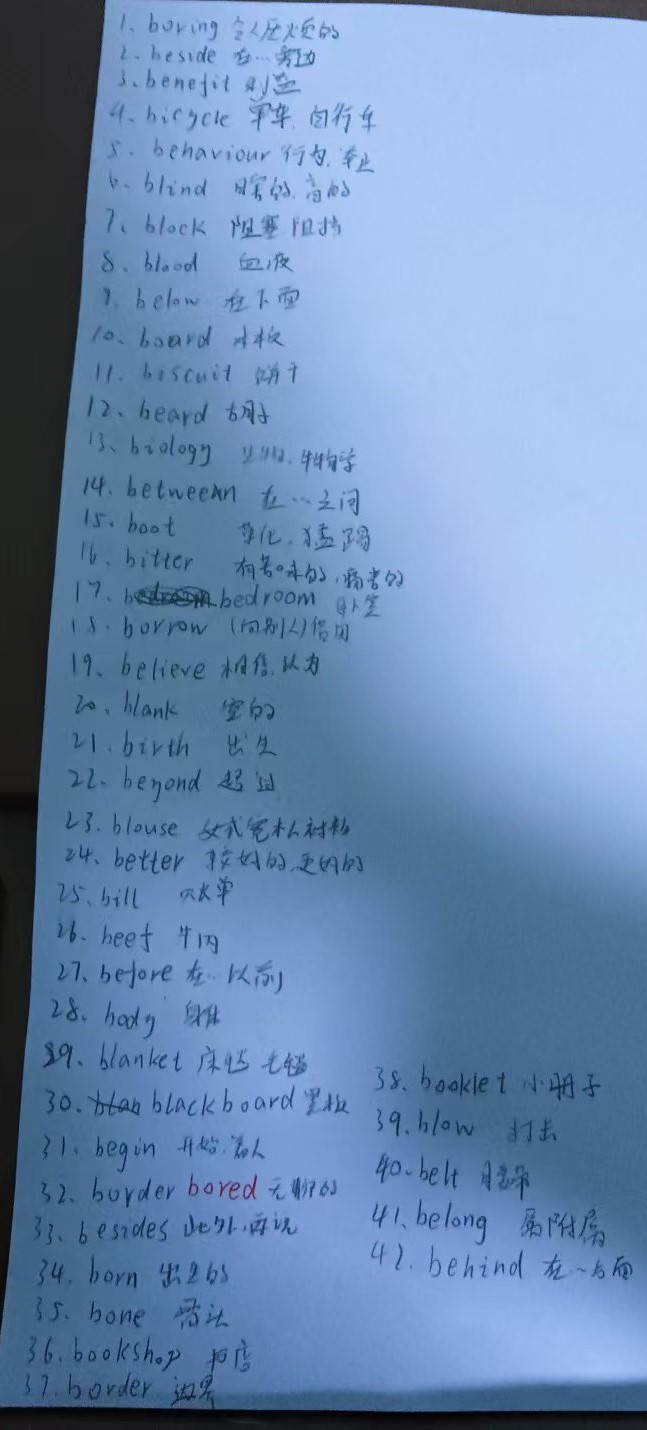 1. boring 令人厌烦的
2. beside 在…旁边
3. benefit 利益
4. bicycle 单车, 自行车
5. behaviour 行为, 举止
6. blind 瞎的, 盲的
7. block 阻塞 阻挡
8. blood 血液
9. below 在下面
10. board 木板
11. biscuit 饼干
12. beard 胡子
13. biology 生物, 生物学
14. between 在…之间
15. boot 猛踢
16. bitter 有苦味的, 痛苦的
17. bedroom 卧室
18. borrow (向别人)借用
19. believe 相信, 认为
20. blank 空的
21. birth 出生
22. beyond 超过
23. blouse 女式宽松衬衫
24. better 较好的, 更好的
25. bill 账单
26. beef 牛肉
27. before 在…以前
28. body 身体
29. blanket 床毯 毛毯
30. blackboard 黑板
31. begin 开始,
32. border bored 无聊的
33. besides 此外, 再说
34. born 出生的
35. bone 骨头
36. bookshop 书店
37. border 边界
38. booklet 小册子
39. blow 打击
40. belt 腰带
41. belong 属附属
42. behind 在…后面